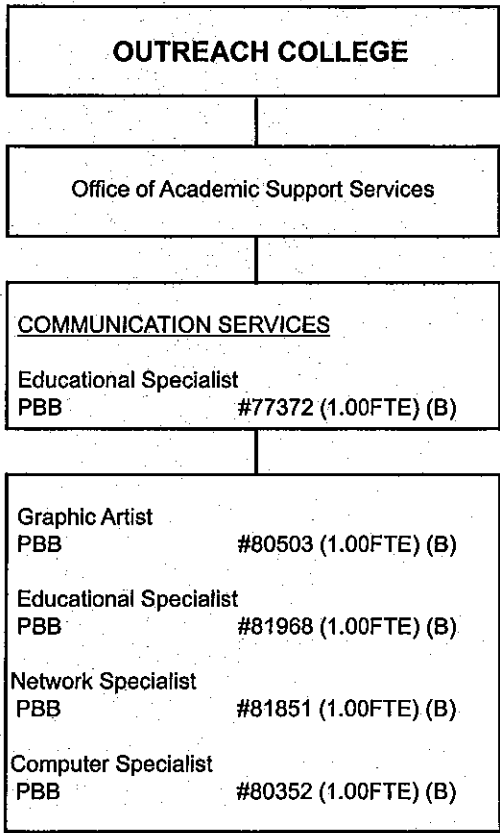 OUTREACH COLLEGE
Office of Academic Support Services
COMMUNICATION SERVICES
Educational Specialist
PBB #77372 (1.00FTE) (B)
Graphic Artist
PBB #80503 (1.00FTE) (B)
Educational Specialist
PBB #81968 (1.00FTE) (B)
Network Specialist
PBB #81851 (1.00FTE) (B)
Computer Specialist
PBB #80352 (1.00FTE) (B)